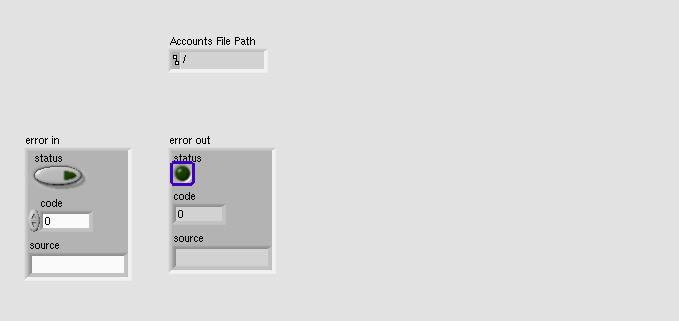 Accounts File Path
/
error in
status
code
0
source
error out
status
code
0
source